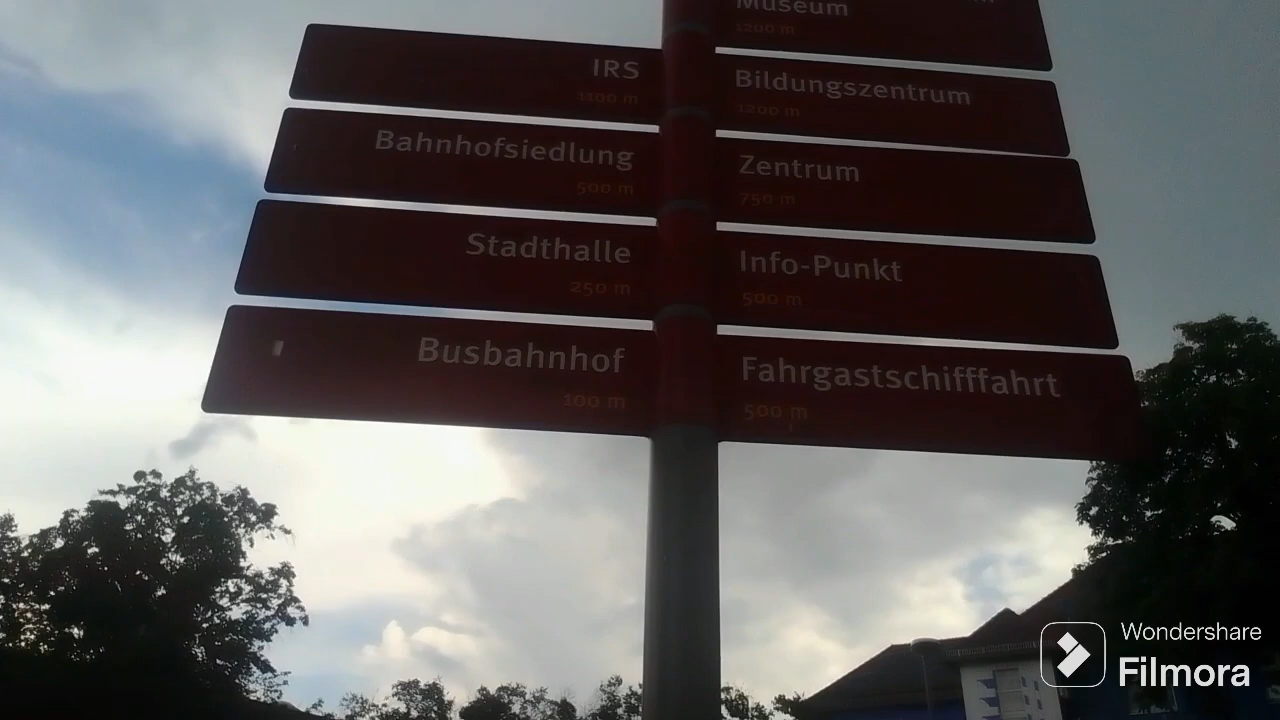 Museum
1200 m
IRS
1100 m
Bahnhofsiedlung
500 m
Stadthalle
250 m
Busbahnhof
100 m
Bildungszentrum
1200 m
Zentrum
750 m
Info-Punkt
500 m
Fahrgastschifffahrt
500 m
Wondershare
Filmora